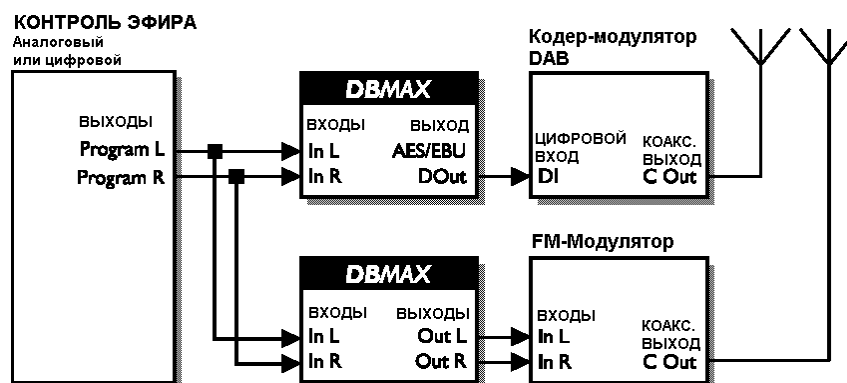 КОНТРОЛЬ ЭФИРА
Аналоговый
или цифровой
ВЫХОДЫ
Program L
Program R
DBMAX
ВХОДЫ
ВЫХОД
In L
AES/EBU
In R
DOut
Кодер-модулятор
DAB
ЦИФРОВОЙ
ВХОД
DI
КОАКС.
ВЫХОД
C Out
DBMAX
ВХОДЫ
ВЫХОДЫ
In L
Out L
In R
Out R
FM-Модулятор
ВХОДЫ
In L
In R
КОАКС.
ВЫХОД
C Out